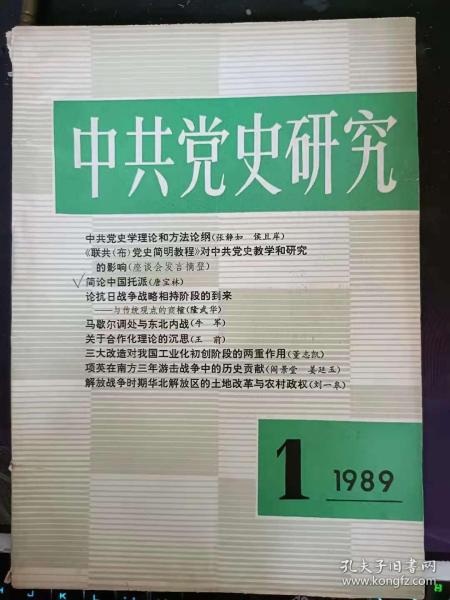 中共党史研究
中共党史学理论和方法论纲(张静如 侯且岸)
《联共(布)党史简明教程》对中共党史教学和研究
的影响(座谈会发言摘登)
简论中国托派(唐宝林)
论抗日战争战略相持阶段的到来
——与传统观点的商榷(隆武华)
马歇尔调处与东北内战(牛军)
关于合作化理论的沉思(王前)
三大改造对我国工业化初创阶段的两重作用(董志凯)
项英在南方三年游击战争中的历史贡献(阎景堂 姜廷玉)
解放战争时期华北解放区的土地改革与农村政权(刘一皋)
1 1989
孔夫子旧书网
www.kongfz.com